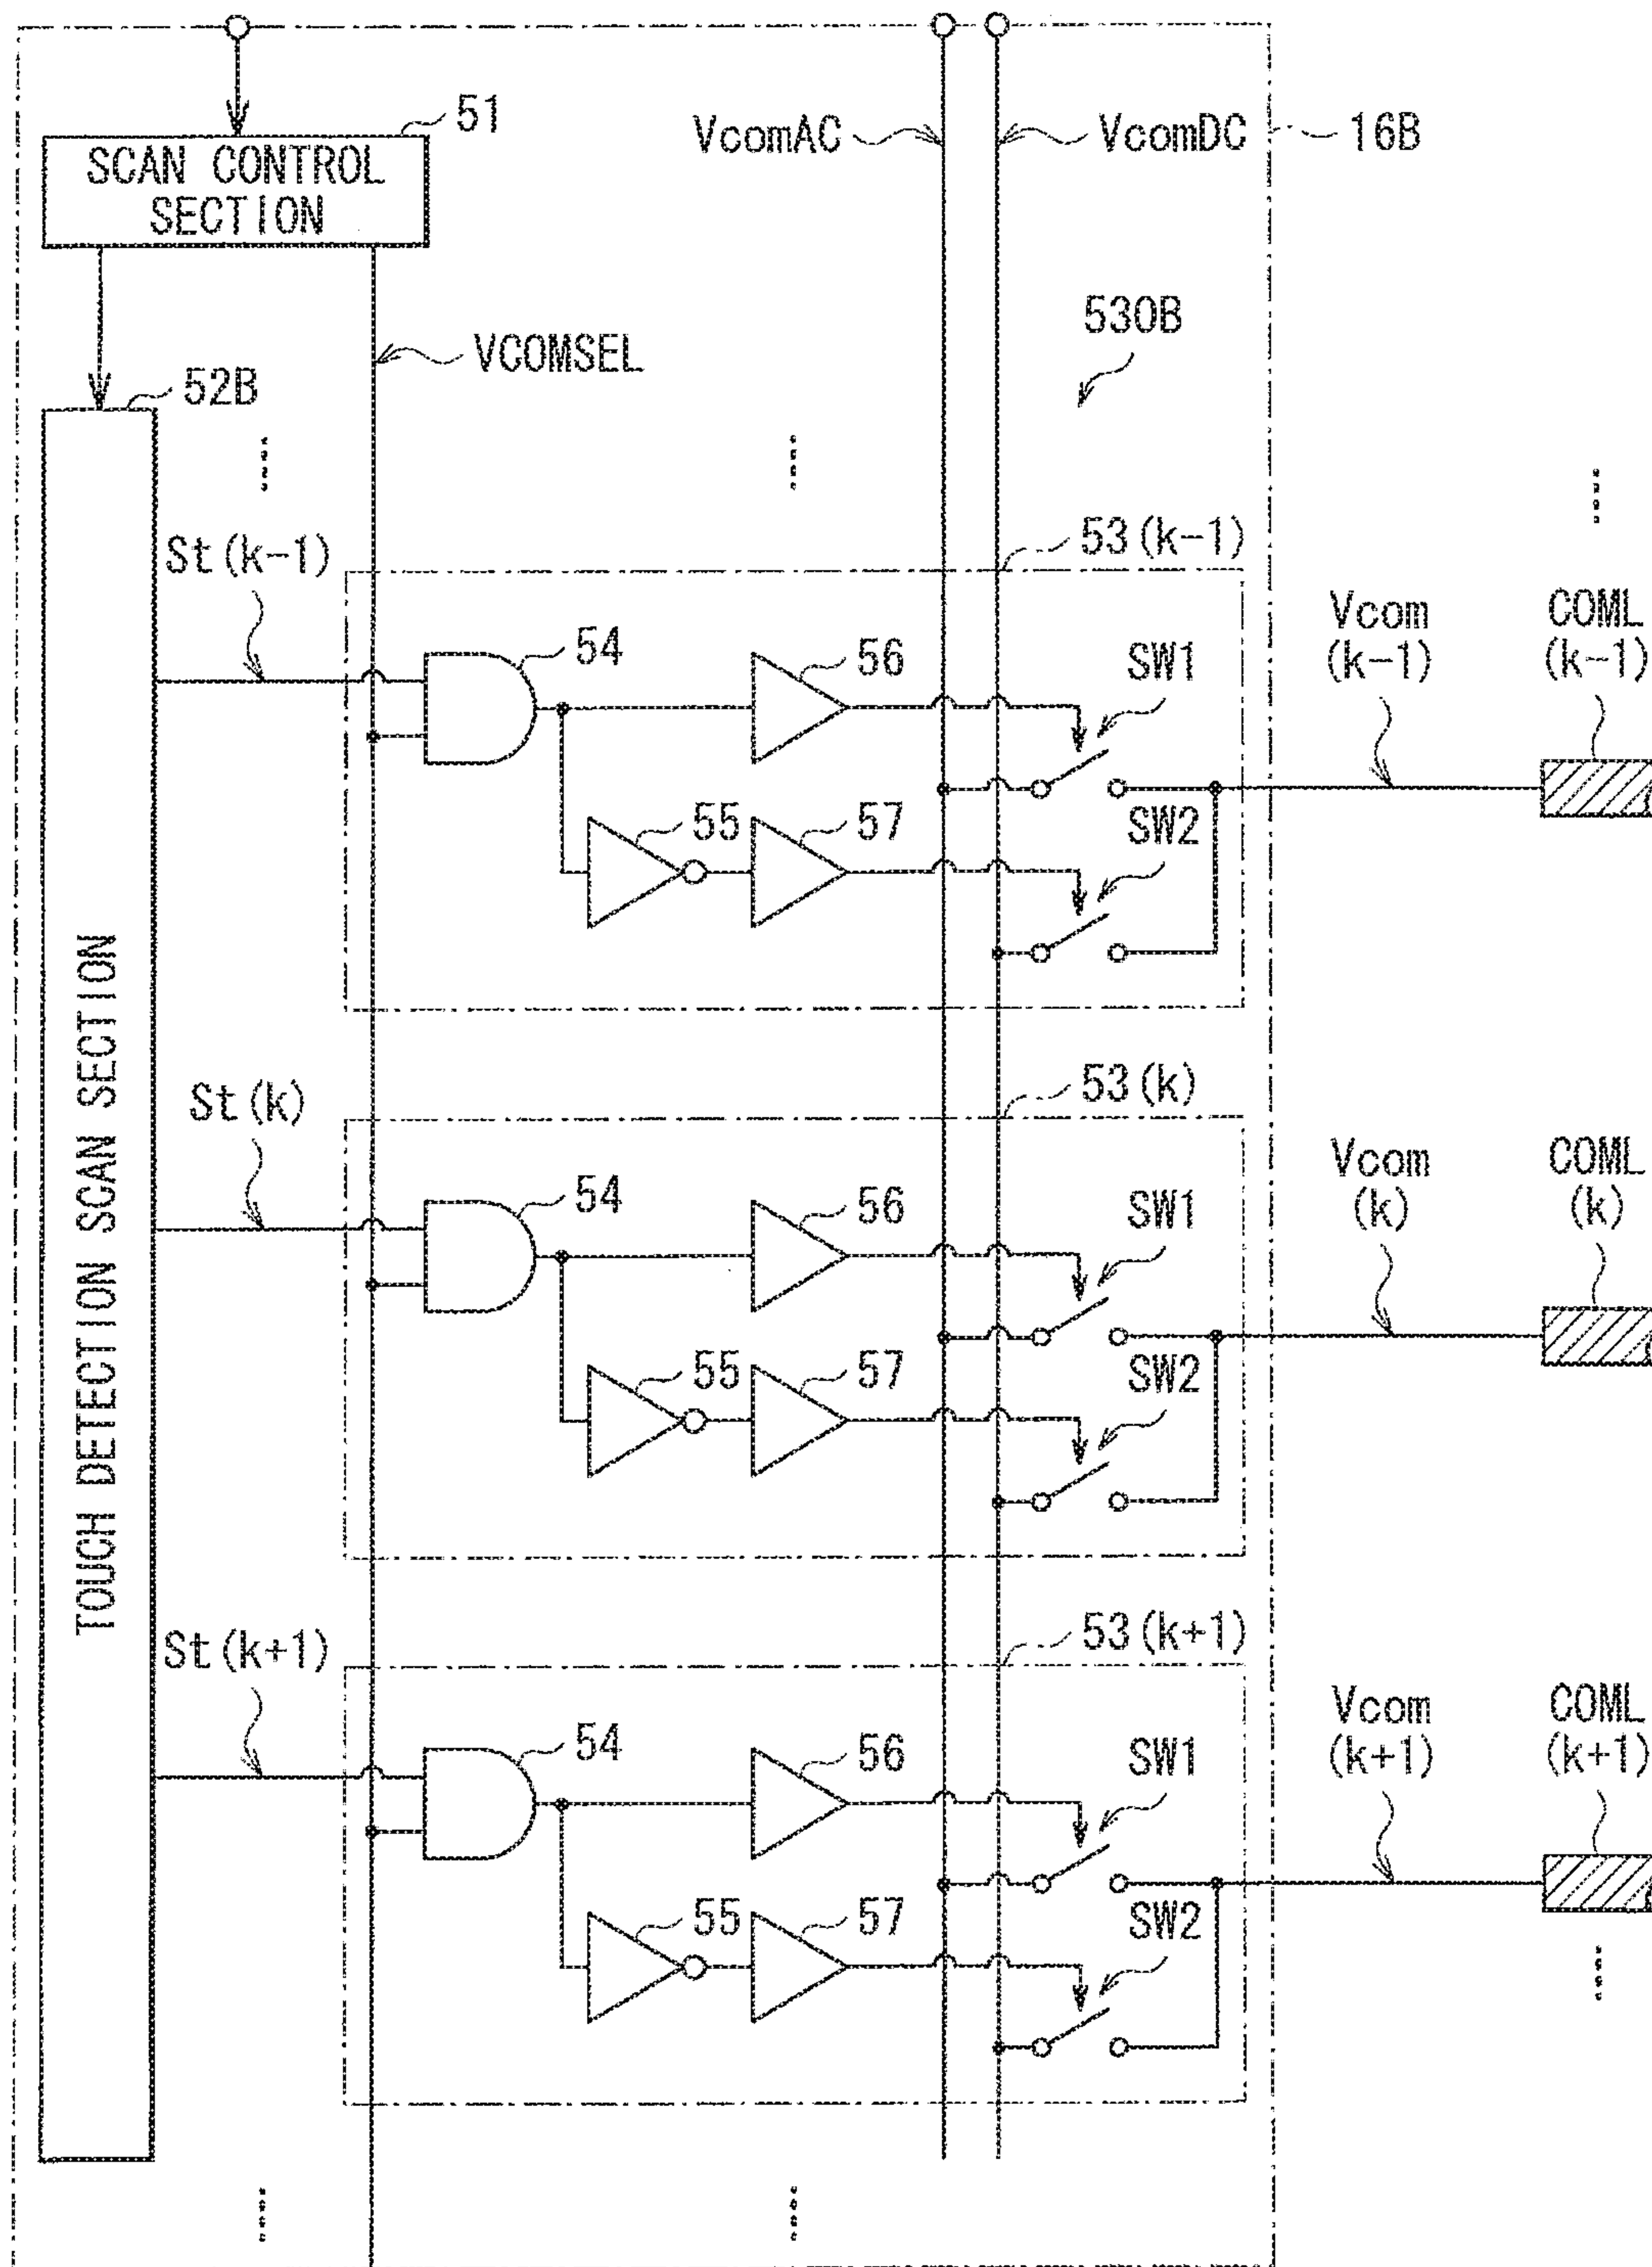 51
SCAN CONTROL
SECTION
VcomAC
VcomDC
16B
530B
VCOMSEL
52B
TOUCH DETECTION SCAN SECTION
St(k-1)
53(k-1)
54
56
SW1
55
57
SW2
Vcom
(k-1)
COML
(k-1)
St(k)
53(k)
54
56
SW1
55
57
SW2
Vcom
(k)
COML
(k)
St(k+1)
53(k+1)
54
56
SW1
55
57
SW2
Vcom
(k+1)
COML
(k+1)